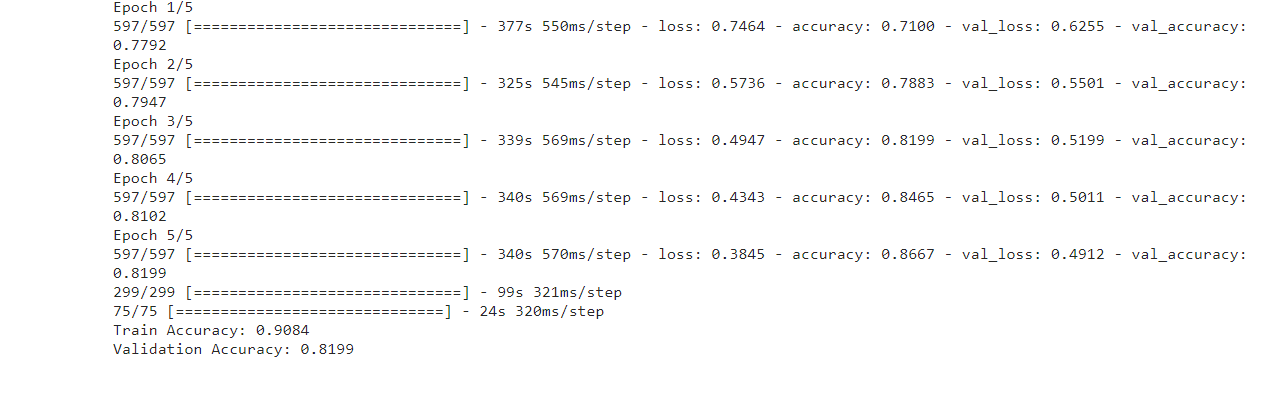 Epoch 1/5
597/597 [==============================] - 377s 550ms/step - loss: 0.7464 - accuracy: 0.7100 - val_loss: 0.6255 - val_accuracy:
0.7792
Epoch 2/5
597/597 [==============================] - 325s 545ms/step - loss: 0.5736 - accuracy: 0.7883 - val_loss: 0.5501 - val_accuracy:
0.7947
Epoch 3/5
597/597 [==============================] - 339s 569ms/step - loss: 0.4947 - accuracy: 0.8199 - val_loss: 0.5199 - val_accuracy:
0.8065
Epoch 4/5
597/597 [==============================] - 340s 569ms/step - loss: 0.4343 - accuracy: 0.8465 - val_loss: 0.5011 - val_accuracy:
0.8102
Epoch 5/5
597/597 [==============================] - 340s 570ms/step - loss: 0.3845 - accuracy: 0.8667 - val_loss: 0.4912 - val_accuracy:
0.8199
299/299 [==============================] - 99s 321ms/step
75/75 [==============================] - 24s 320ms/step
Train Accuracy: 0.9084
Validation Accuracy: 0.8199